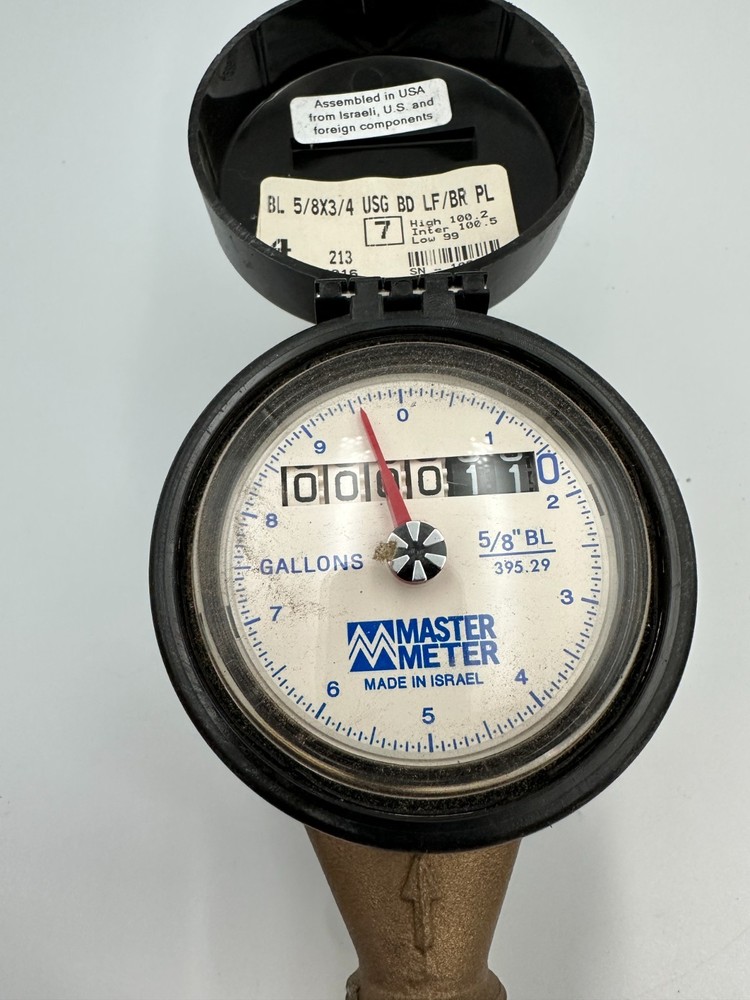 Assembled in USA
from Israeli, U.S. and
foreign components
BL 5/8X3/4 USG BD LF/BR PL
7
High 100.2
Inter 100.5
Low 99
213
SN
0
1
2
3
4
5
6
7
8
9
0000110
GALLONS
5/8" BL
395.29
MASTER
METER
MADE IN ISRAEL